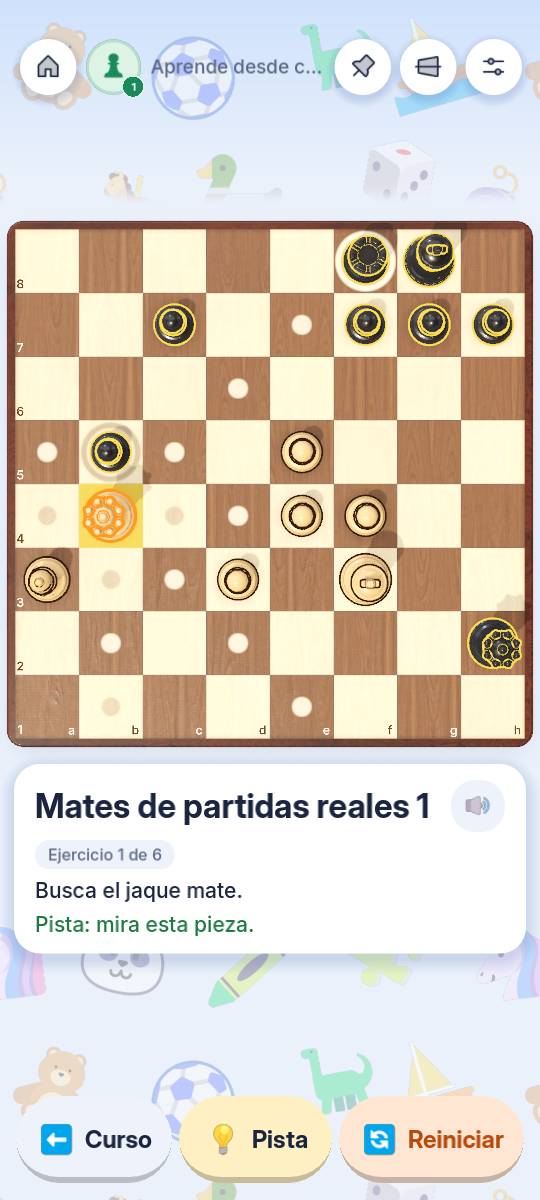 1
Aprende desde c...
8
7
6
5
4
3
2
1 a b c d e f g h
Mates de partidas reales 1
Ejercicio 1 de 6
Busca el jaque mate.
Pista: mira esta pieza.
Curso
Pista
Reiniciar